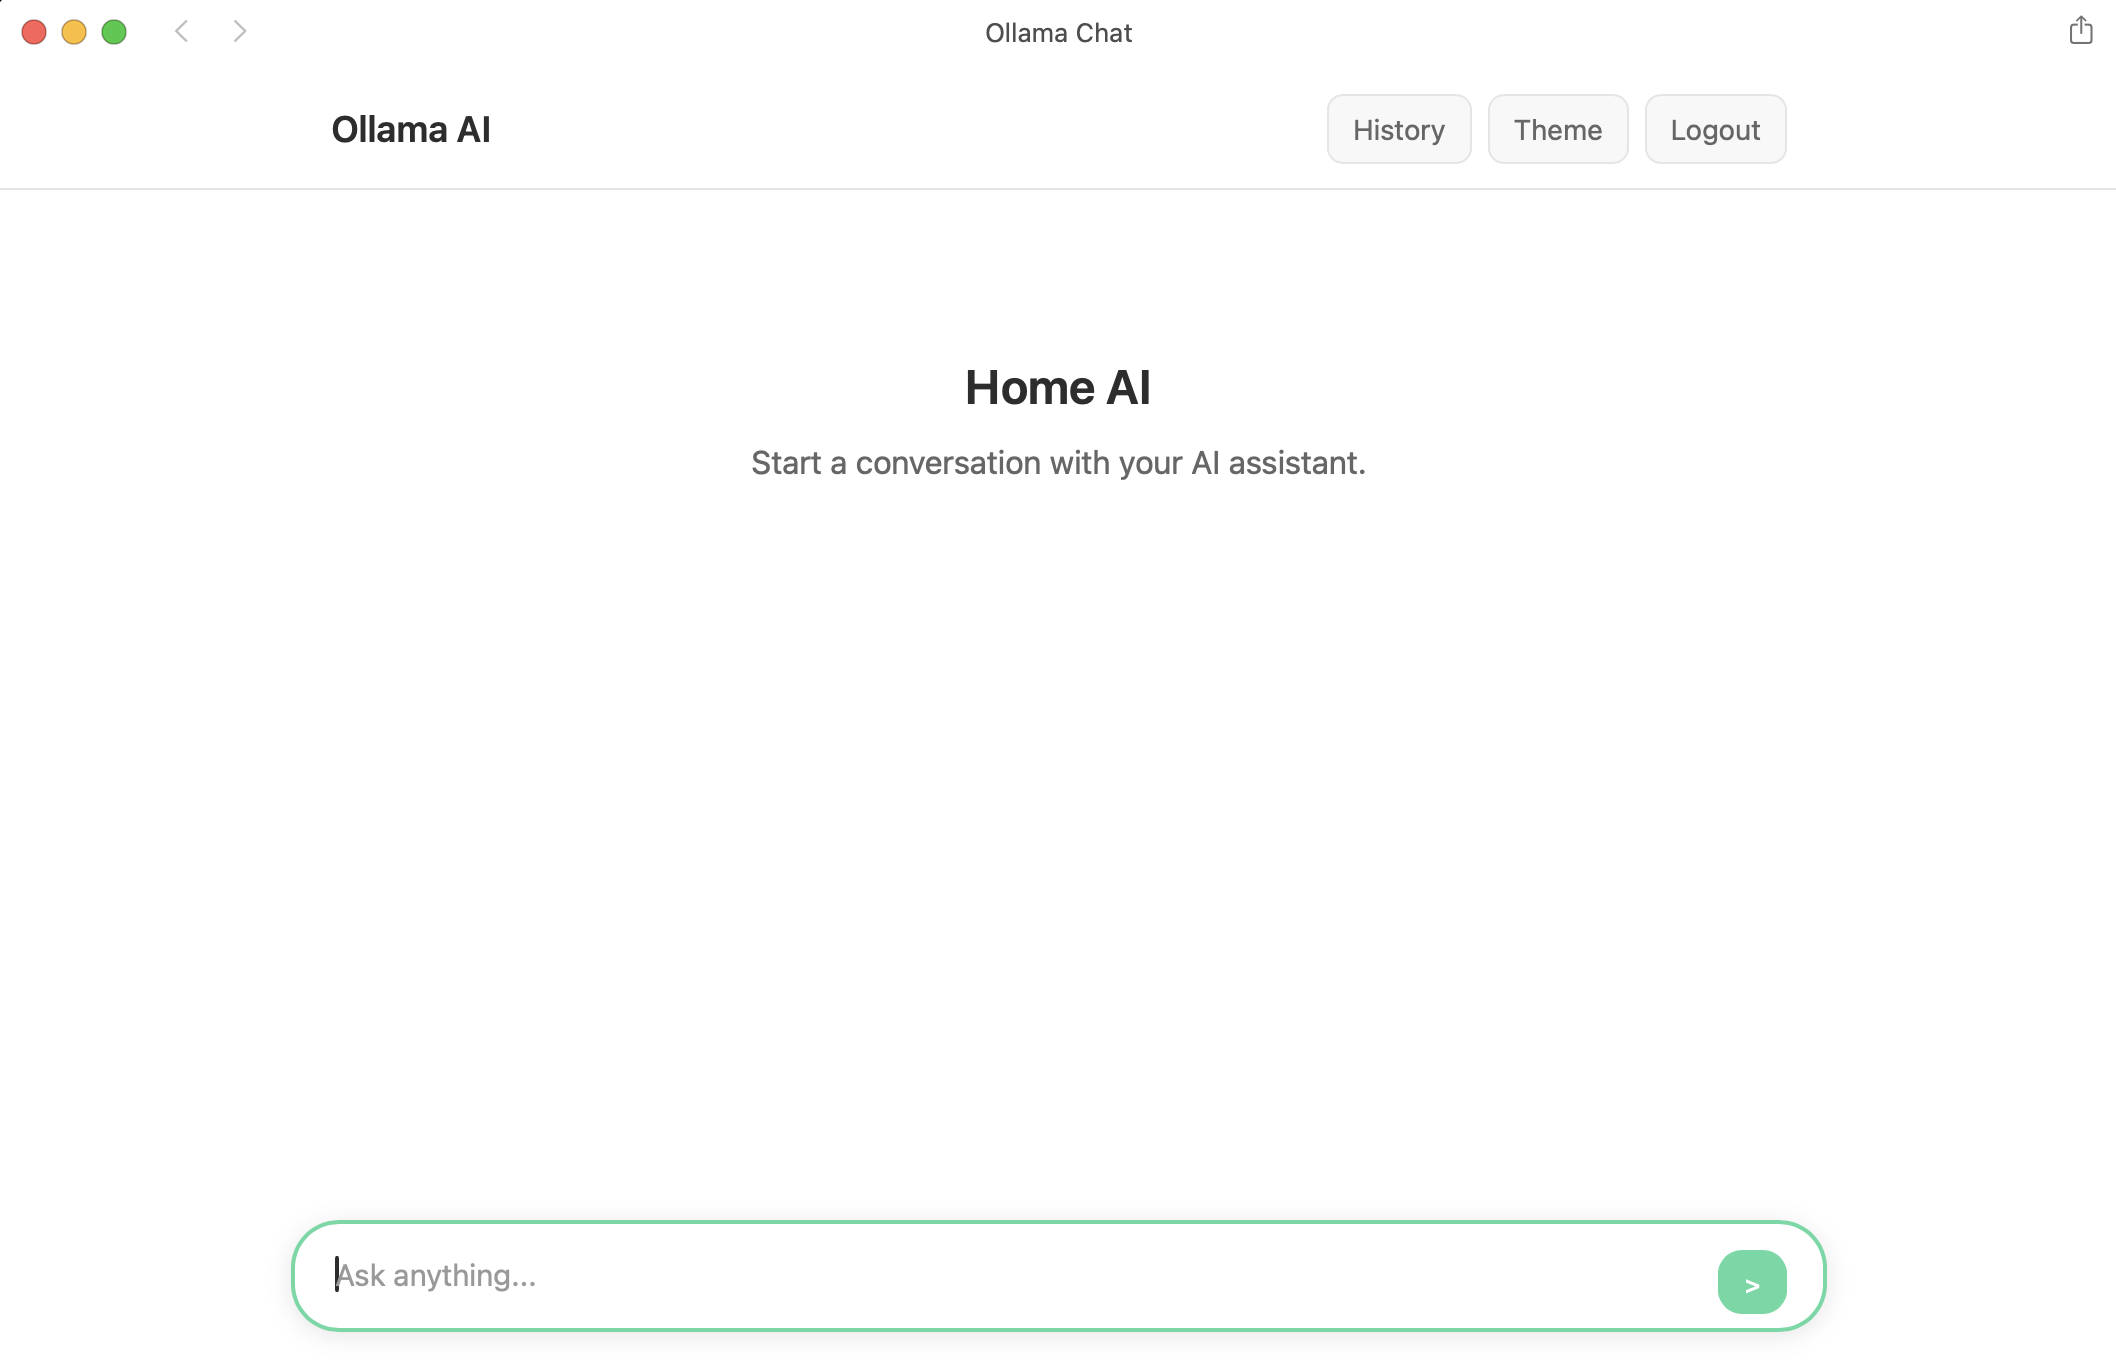 Ollama Chat
Ollama AI
History
Theme
Logout
Home AI
Start a conversation with your AI assistant.
Ask anything...
>